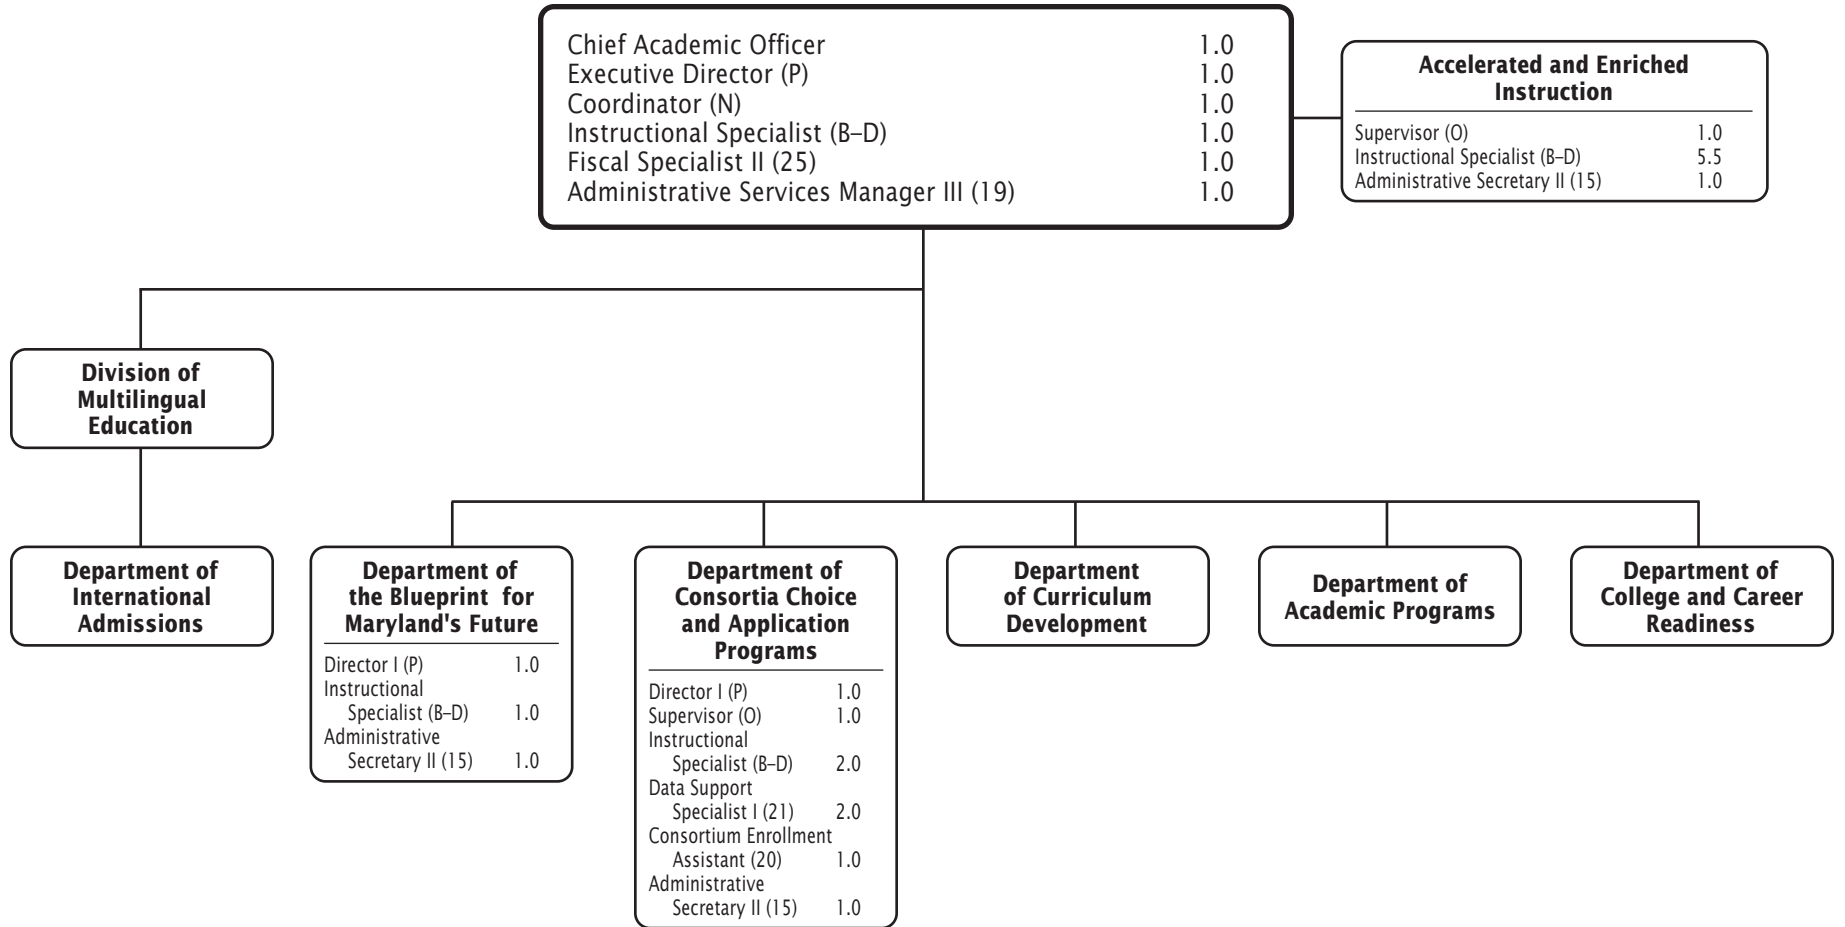 Chief Academic Officer 1.0
Executive Director (P) 1.0
Coordinator (N) 1.0
Instructional Specialist (B–D) 1.0
Fiscal Specialist II (25) 1.0
Administrative Services Manager III (19) 1.0
Accelerated and Enriched
Instruction
Supervisor (O) 1.0
Instructional Specialist (B–D) 5.5
Administrative Secretary II (15) 1.0
Division of
Multilingual
Education
Department of
International
Admissions
Department of
the Blueprint for
Maryland's Future
Director I (P) 1.0
Instructional
Specialist (B–D) 1.0
Administrative
Secretary II (15) 1.0
Department of
Consortia Choice
and Application
Programs
Director I (P) 1.0
Supervisor (O) 1.0
Instructional
Specialist (B–D) 2.0
Data Support
Specialist I (21) 2.0
Consortium Enrollment
Assistant (20) 1.0
Administrative
Secretary II (15) 1.0
Department
of Curriculum
Development
Department of
Academic Programs
Department of
College and Career
Readiness